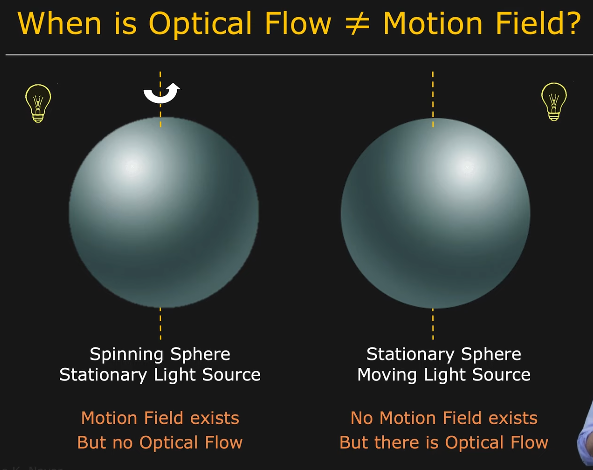 When is Optical Flow ≠ Motion Field?
Spinning Sphere
Stationary Light Source
Motion Field exists
But no Optical Flow
Stationary Sphere
Moving Light Source
No Motion Field exists
But there is Optical Flow